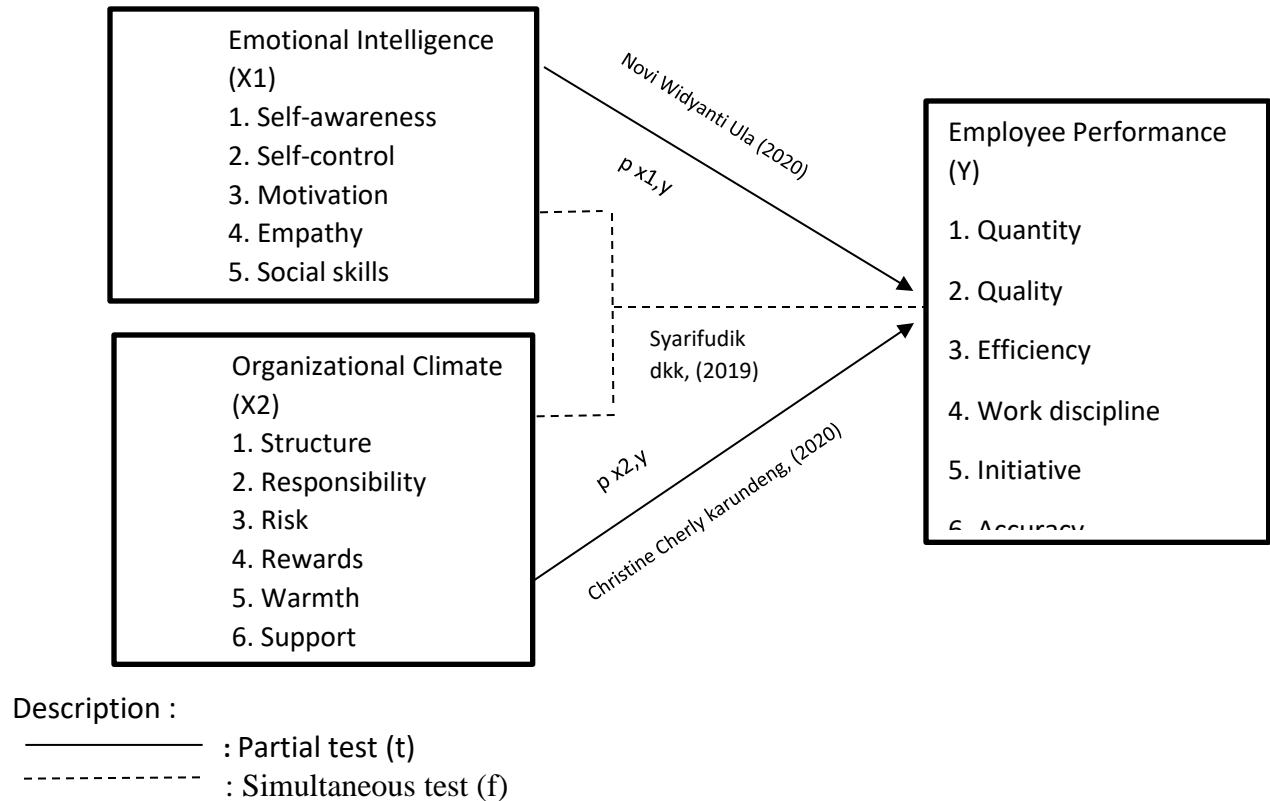 Emotional Intelligence
(X1)
1. Self-awareness
2. Self-control
3. Motivation
4. Empathy
5. Social skills
Novi Widyanti Ula (2020)
p x1,y
Employee Performance
(Y)
1. Quantity
2. Quality
3. Efficiency
4. Work discipline
5. Initiative
6. Accuracy
Syarifudik
dkk, (2019)
Organizational Climate
(X2)
1. Structure
2. Responsibility
3. Risk
4. Rewards
5. Warmth
6. Support
p x2,y
Christine Cherly karundeng, (2020)
Description :
: Partial test (t)
: Simultaneous test (f)